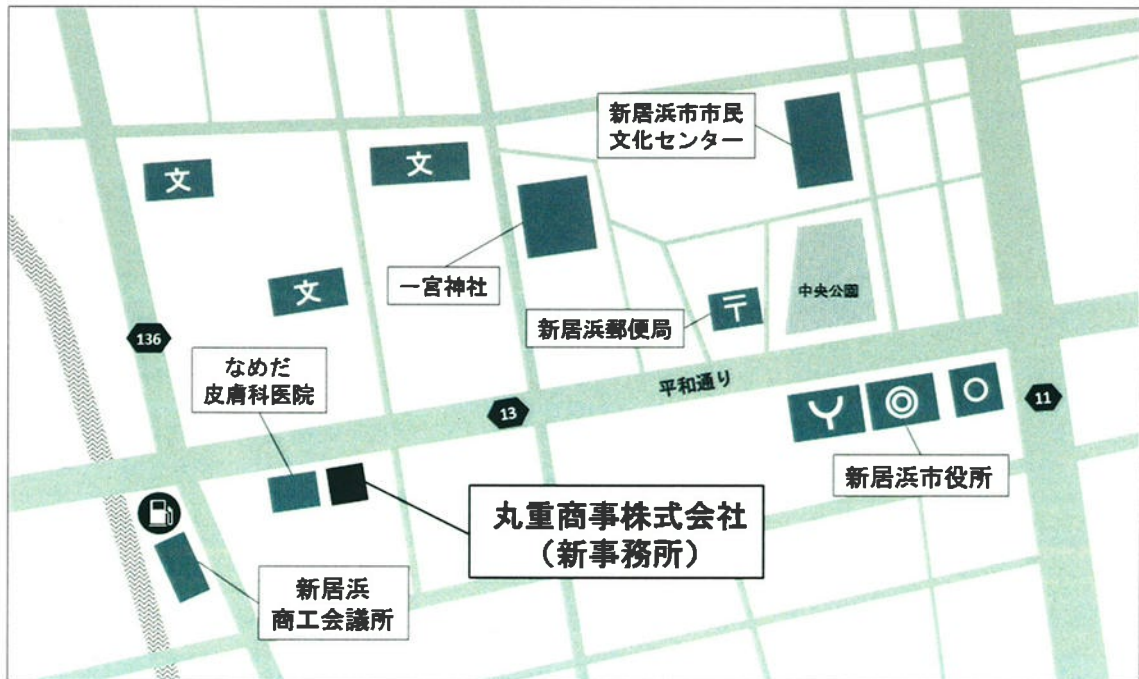 新居浜市市民
文化センター
文
文
一宮神社
文
〒
新居浜郵便局
中央公園
136
なめだ
皮膚科医院
平和通り
13
11
新居浜市役所
丸重商事株式会社
（新事務所）
新居浜
商工会議所